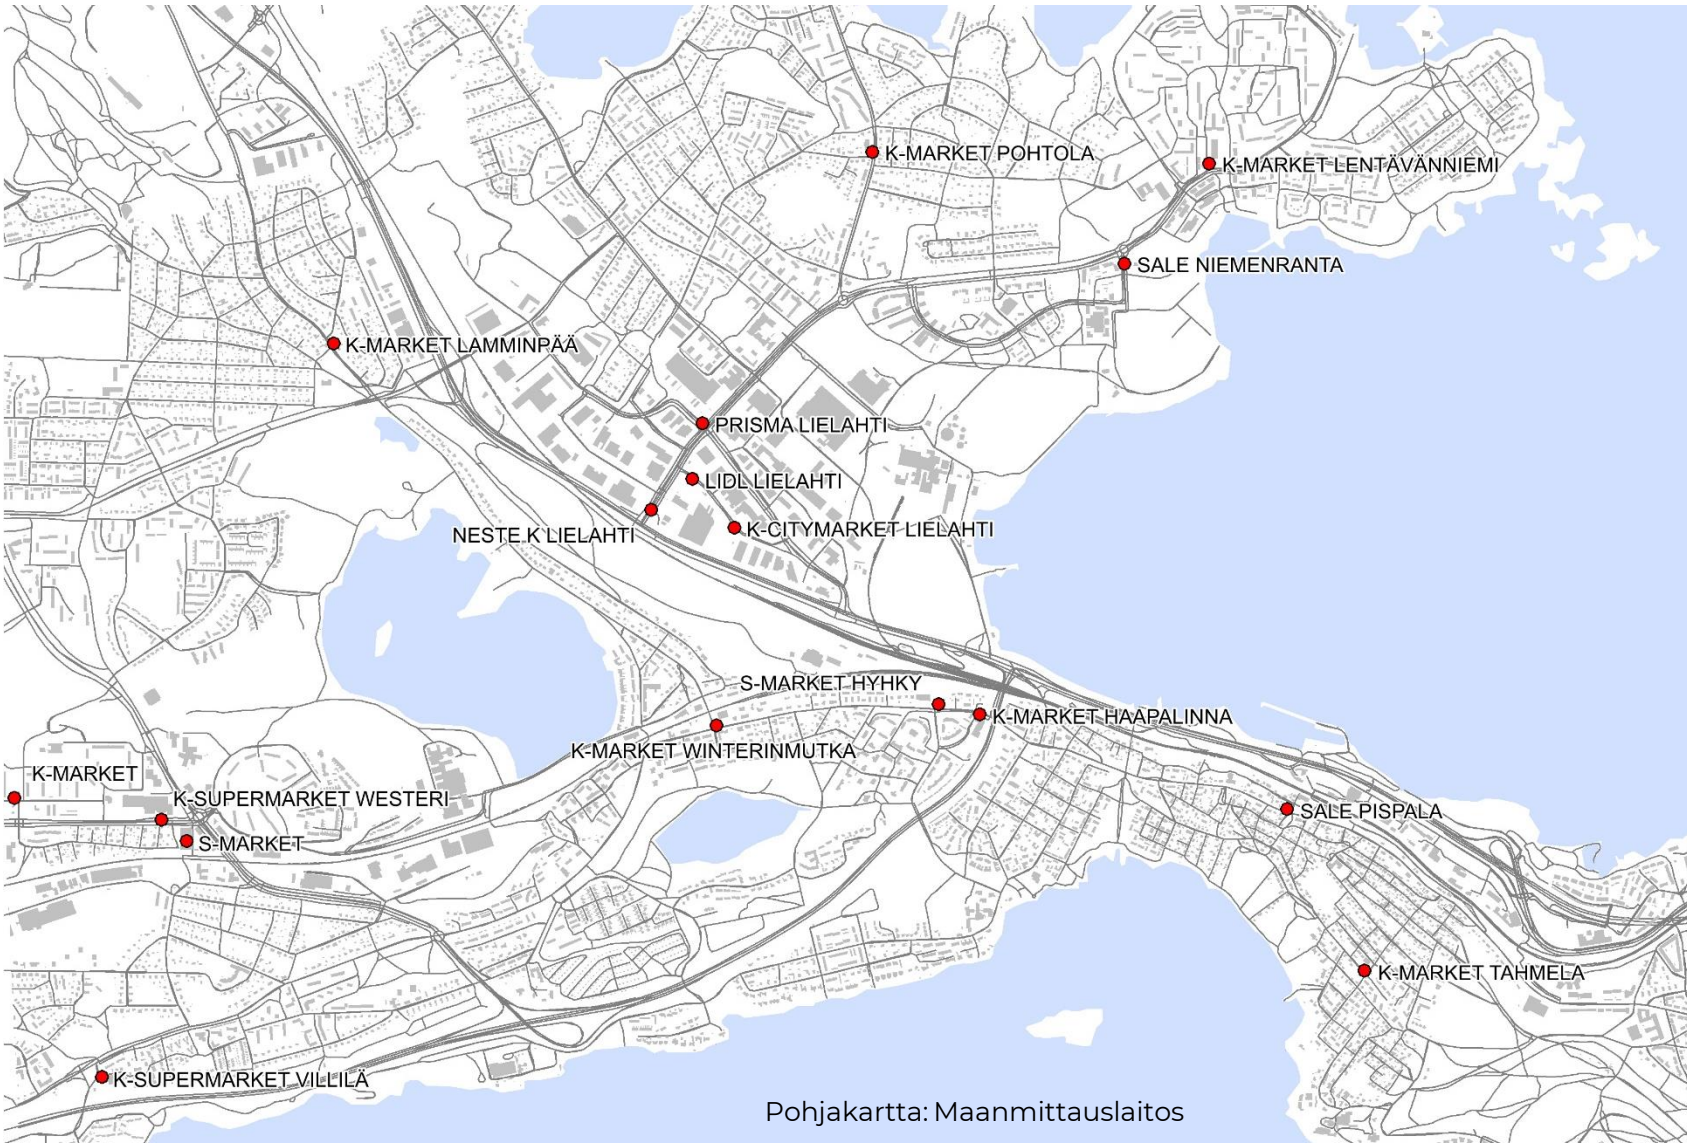 K-MARKET POHTOLA
K-MARKET LENTÄVÄNNIEMI
SALE NIEMENRANTA
K-MARKET LAMMINPÄÄ
PRISMA LIELAHTI
LIDL LIELAHTI
NESTE K LIELAHTI
K-CITYMARKET LIELAHTI
S-MARKET HYHKY
K-MARKET HAAPALINNA
K-MARKET WINTERINMUTKA
K-MARKET
K-SUPERMARKET WESTERI
SALE PISPALA
S-MARKET
K-MARKET TAHMELA
K-SUPERMARKET VILLILÄ
Pohjakartta: Maanmittauslaitos